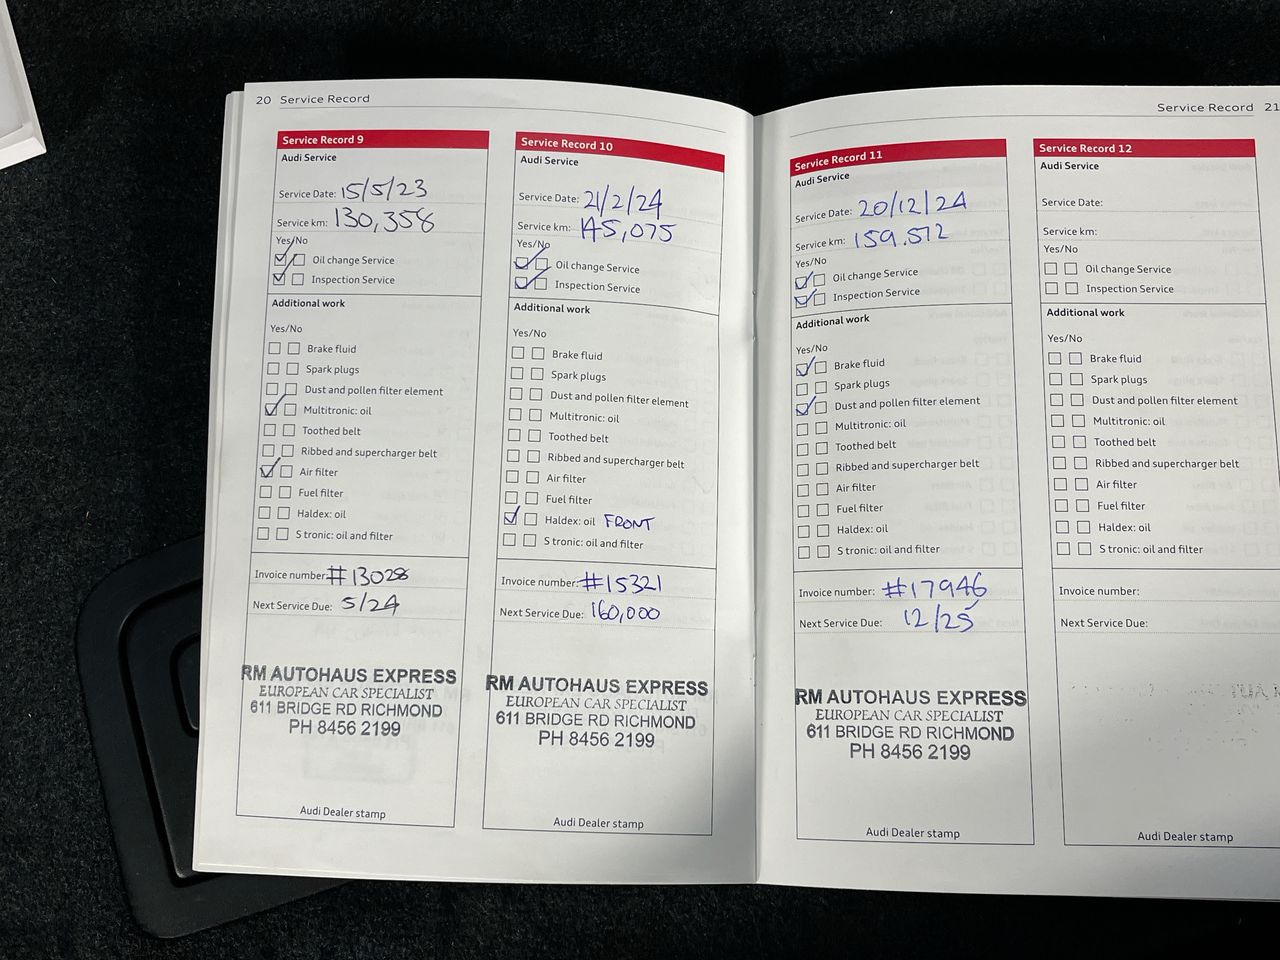 20 Service Record
Service Record 9
Audi Service
Service Date: 15/5/23
Service km: 130,358
Yes/No
Oil change Service
Inspection Service
Additional work
Yes/No
Brake fluid
Spark plugs
Dust and pollen filter element
Multitronic: oil
Toothed belt
Ribbed and supercharger belt
Air filter
Fuel filter
Haldex: oil
S tronic: oil and filter
Invoice number: #13028
Next Service Due: 5/24
RM AUTOHAUS EXPRESS
EUROPEAN CAR SPECIALIST
611 BRIDGE RD RICHMOND
PH 8456 2199
Audi Dealer stamp
Service Record 10
Audi Service
Service Date: 21/2/24
Service km: 145,075
Yes/No
Oil change Service
Inspection Service
Additional work
Yes/No
Brake fluid
Spark plugs
Dust and pollen filter element
Multitronic: oil
Toothed belt
Ribbed and supercharger belt
Air filter
Fuel filter
Haldex: oil FRONT
S tronic: oil and filter
Invoice number: #15321
Next Service Due: 160,000
RM AUTOHAUS EXPRESS
EUROPEAN CAR SPECIALIST
611 BRIDGE RD RICHMOND
PH 8456 2199
Audi Dealer stamp
Service Record 21
Service Record 11
Audi Service
Service Date: 20/12/24
Service km: 159.572
Yes/No
Oil change Service
Inspection Service
Additional work
Yes/No
Brake fluid
Spark plugs
Dust and pollen filter element
Multitronic: oil
Toothed belt
Ribbed and supercharger belt
Air filter
Fuel filter
Haldex: oil
S tronic: oil and filter
Invoice number: #17946
Next Service Due: 12/25
RM AUTOHAUS EXPRESS
EUROPEAN CAR SPECIALIST
611 BRIDGE RD RICHMOND
PH 8456 2199
Audi Dealer stamp
Service Record 12
Audi Service
Service Date:
Service km:
Yes/No
Oil change Service
Inspection Service
Additional work
Yes/No
Brake fluid
Spark plugs
Dust and pollen filter element
Multitronic: oil
Toothed belt
Ribbed and supercharger belt
Air filter
Fuel filter
Haldex: oil
S tronic: oil and filter
Invoice number:
Next Service Due:
Audi Dealer stamp